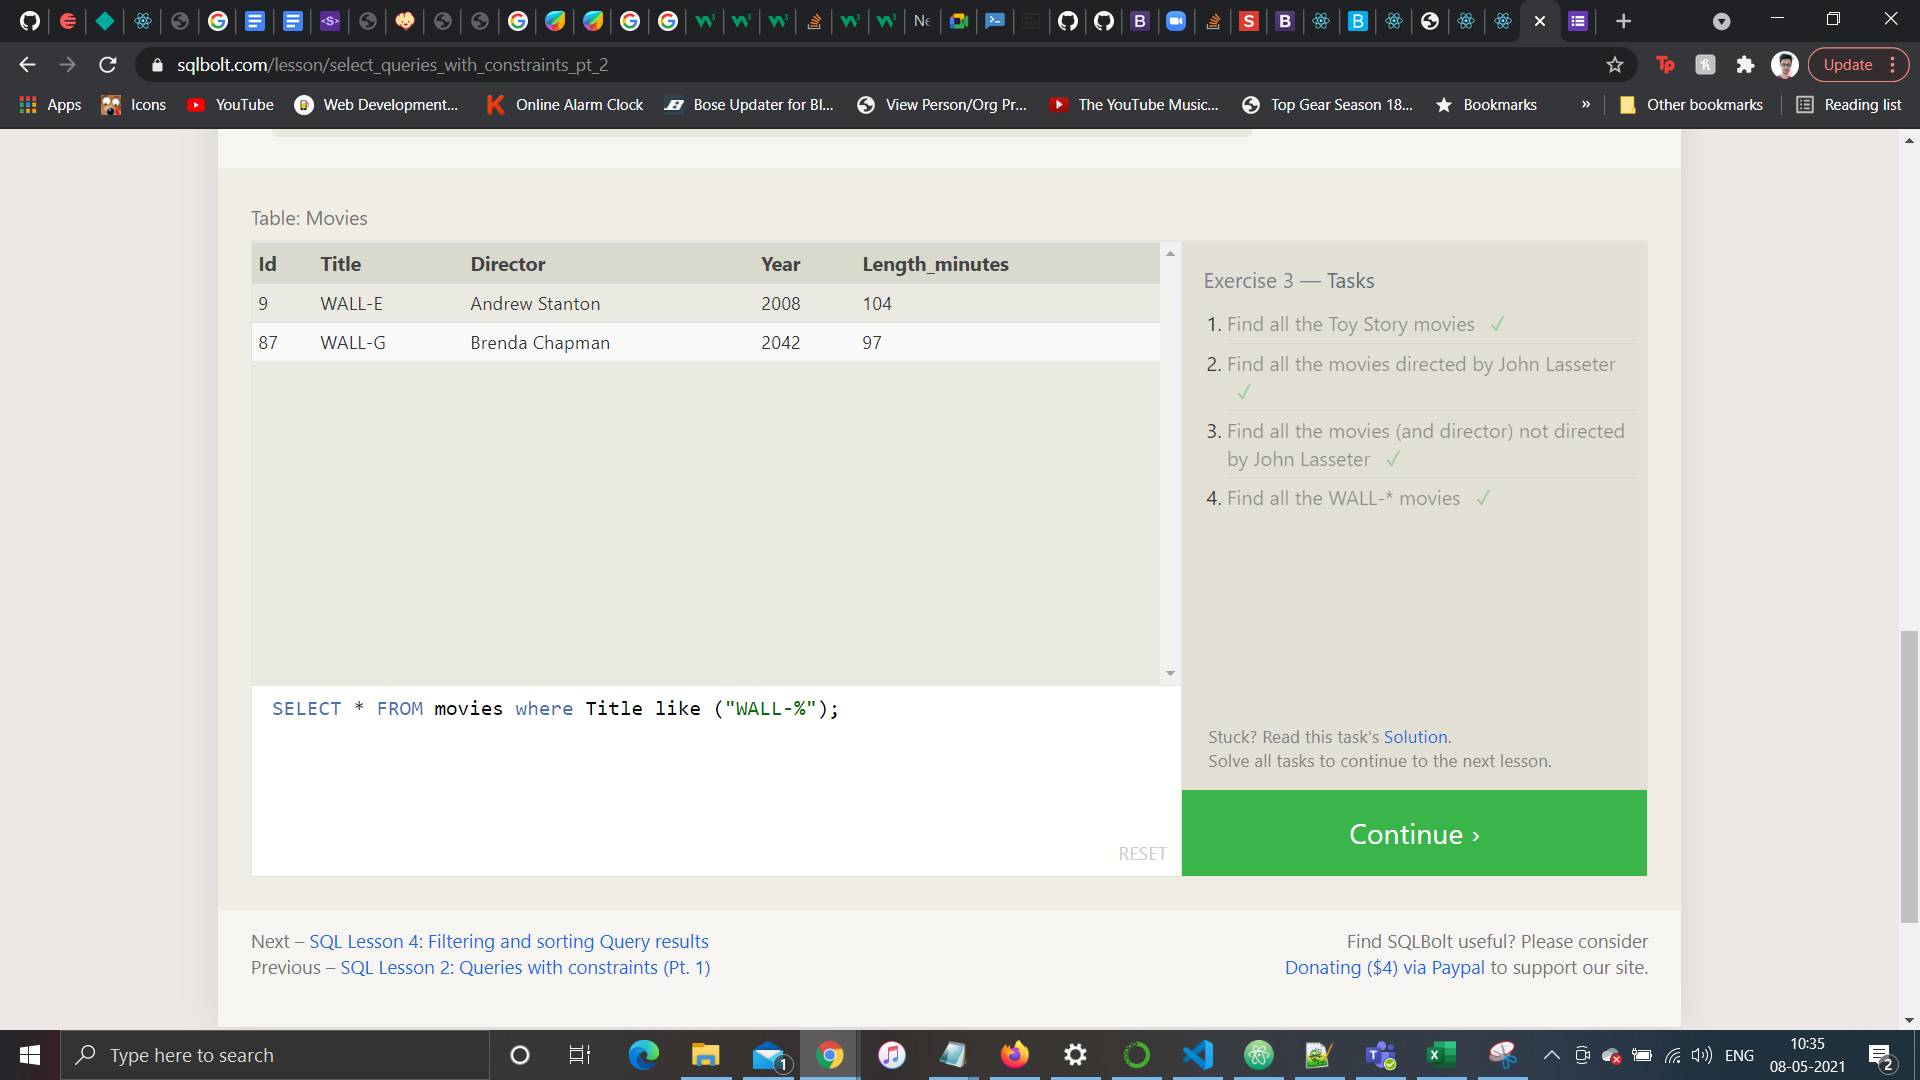 sqlbolt.com/lesson/select_queries_with_constraints_pt_2
Update
Apps
Icons
YouTube
Web Development...
Online Alarm Clock
Bose Updater for Bl...
View Person/Org Pr...
The YouTube Music...
Top Gear Season 18...
Bookmarks
»
Other bookmarks
Reading list
Table: Movies
Id Title Director Year Length_minutes
9 WALL-E Andrew Stanton 2008 104
87 WALL-G Brenda Chapman 2042 97
Exercise 3 — Tasks
1. Find all the Toy Story movies ✓
2. Find all the movies directed by John Lasseter
✓
3. Find all the movies (and director) not directed
by John Lasseter ✓
4. Find all the WALL-* movies ✓
SELECT * FROM movies where Title like ("WALL-%");
RESET
Stuck? Read this task's Solution.
Solve all tasks to continue to the next lesson.
Continue ›
Next – SQL Lesson 4: Filtering and sorting Query results
Previous – SQL Lesson 2: Queries with constraints (Pt. 1)
Find SQLBolt useful? Please consider
Donating ($4) via Paypal to support our site.
Type here to search
1
ENG
10:35
08-05-2021
2